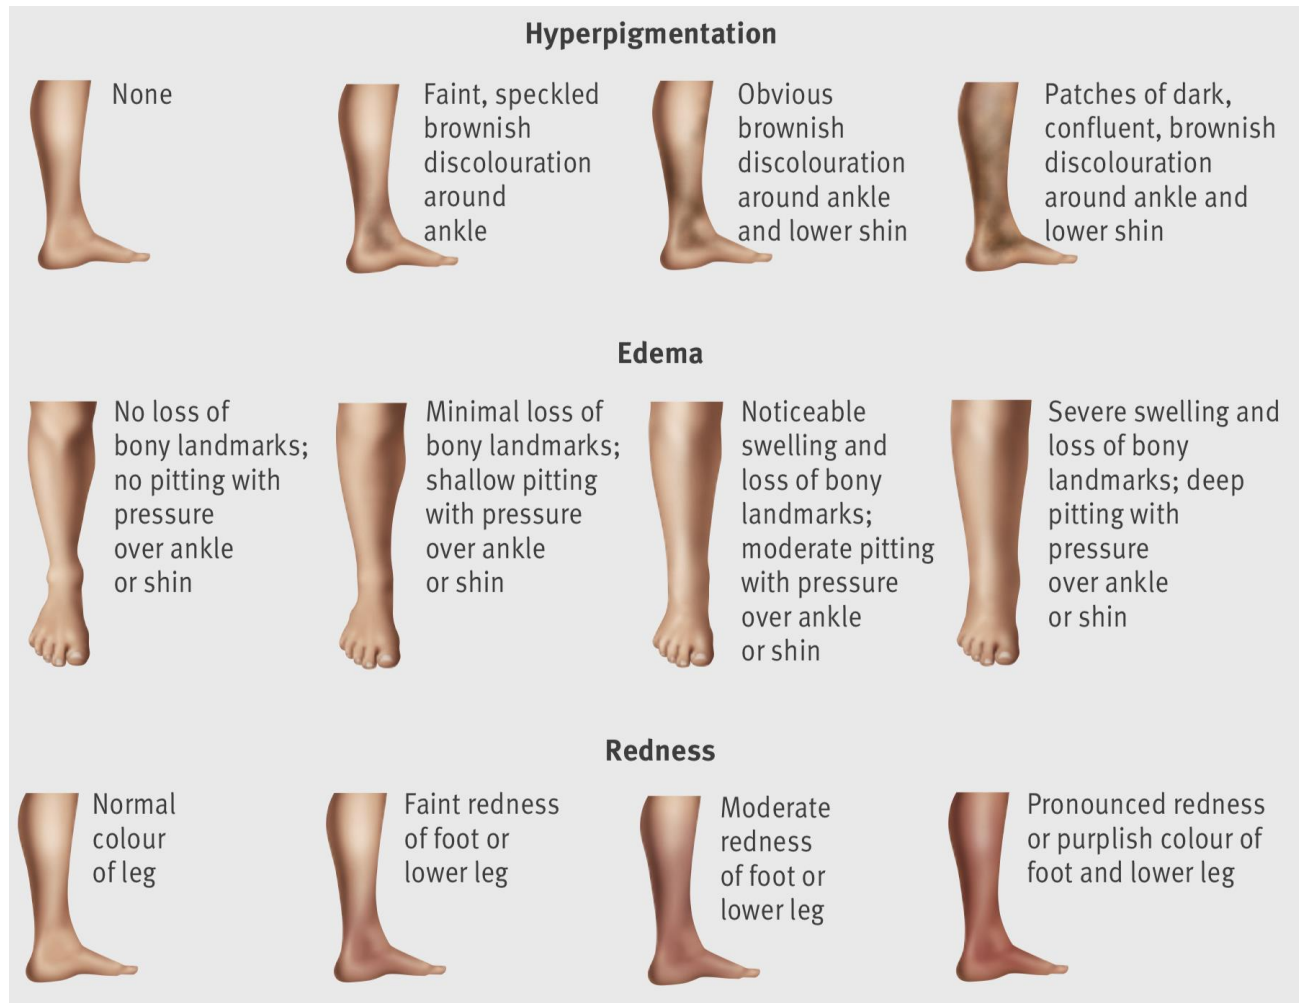 Hyperpigmentation
None
Faint, speckled
brownish
discolouration
around
ankle
Obvious
brownish
discolouration
around ankle
and lower shin
Patches of dark,
confluent, brownish
discolouration
around ankle and
lower shin
Edema
No loss of
bony landmarks;
no pitting with
pressure
over ankle
or shin
Minimal loss of
bony landmarks;
shallow pitting
with pressure
over ankle
or shin
Noticeable
swelling and
loss of bony
landmarks;
moderate pitting
with pressure
over ankle
or shin
Severe swelling and
loss of bony
landmarks; deep
pitting with
pressure
over ankle
or shin
Redness
Normal
colour
of leg
Faint redness
of foot or
lower leg
Moderate
redness
of foot or
lower leg
Pronounced redness
or purplish colour of
foot and lower leg